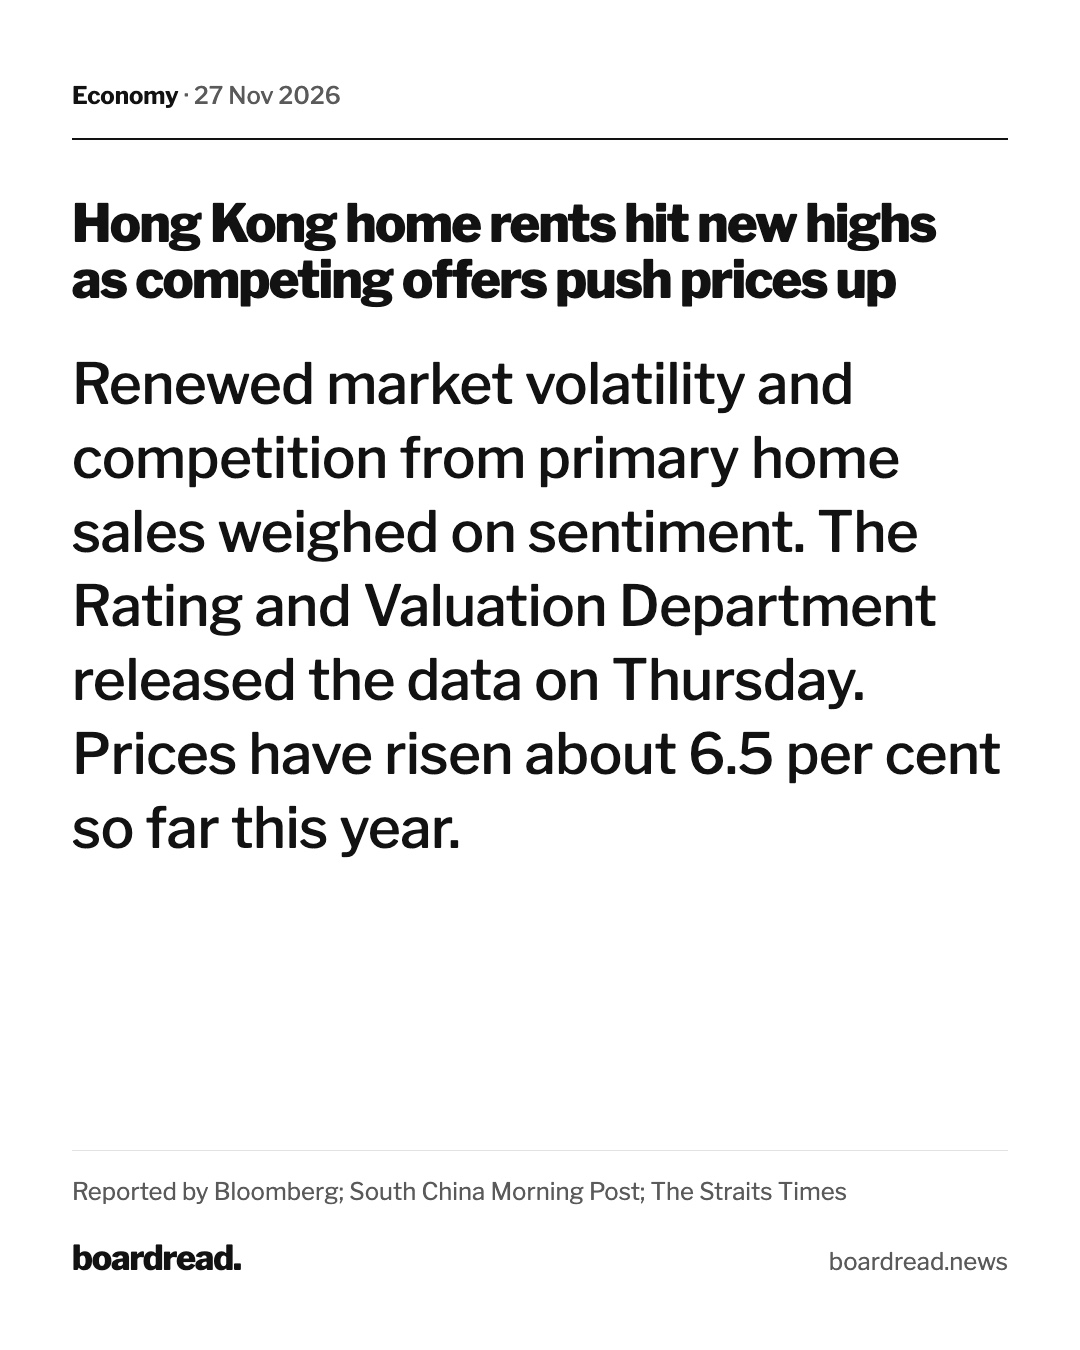 Economy · 27 Nov 2026
Hong Kong home rents hit new highs
as competing offers push prices up
Renewed market volatility and
competition from primary home
sales weighed on sentiment. The
Rating and Valuation Department
released the data on Thursday.
Prices have risen about 6.5 per cent
so far this year.
Reported by Bloomberg; South China Morning Post; The Straits Times
boardread.
boardread.news